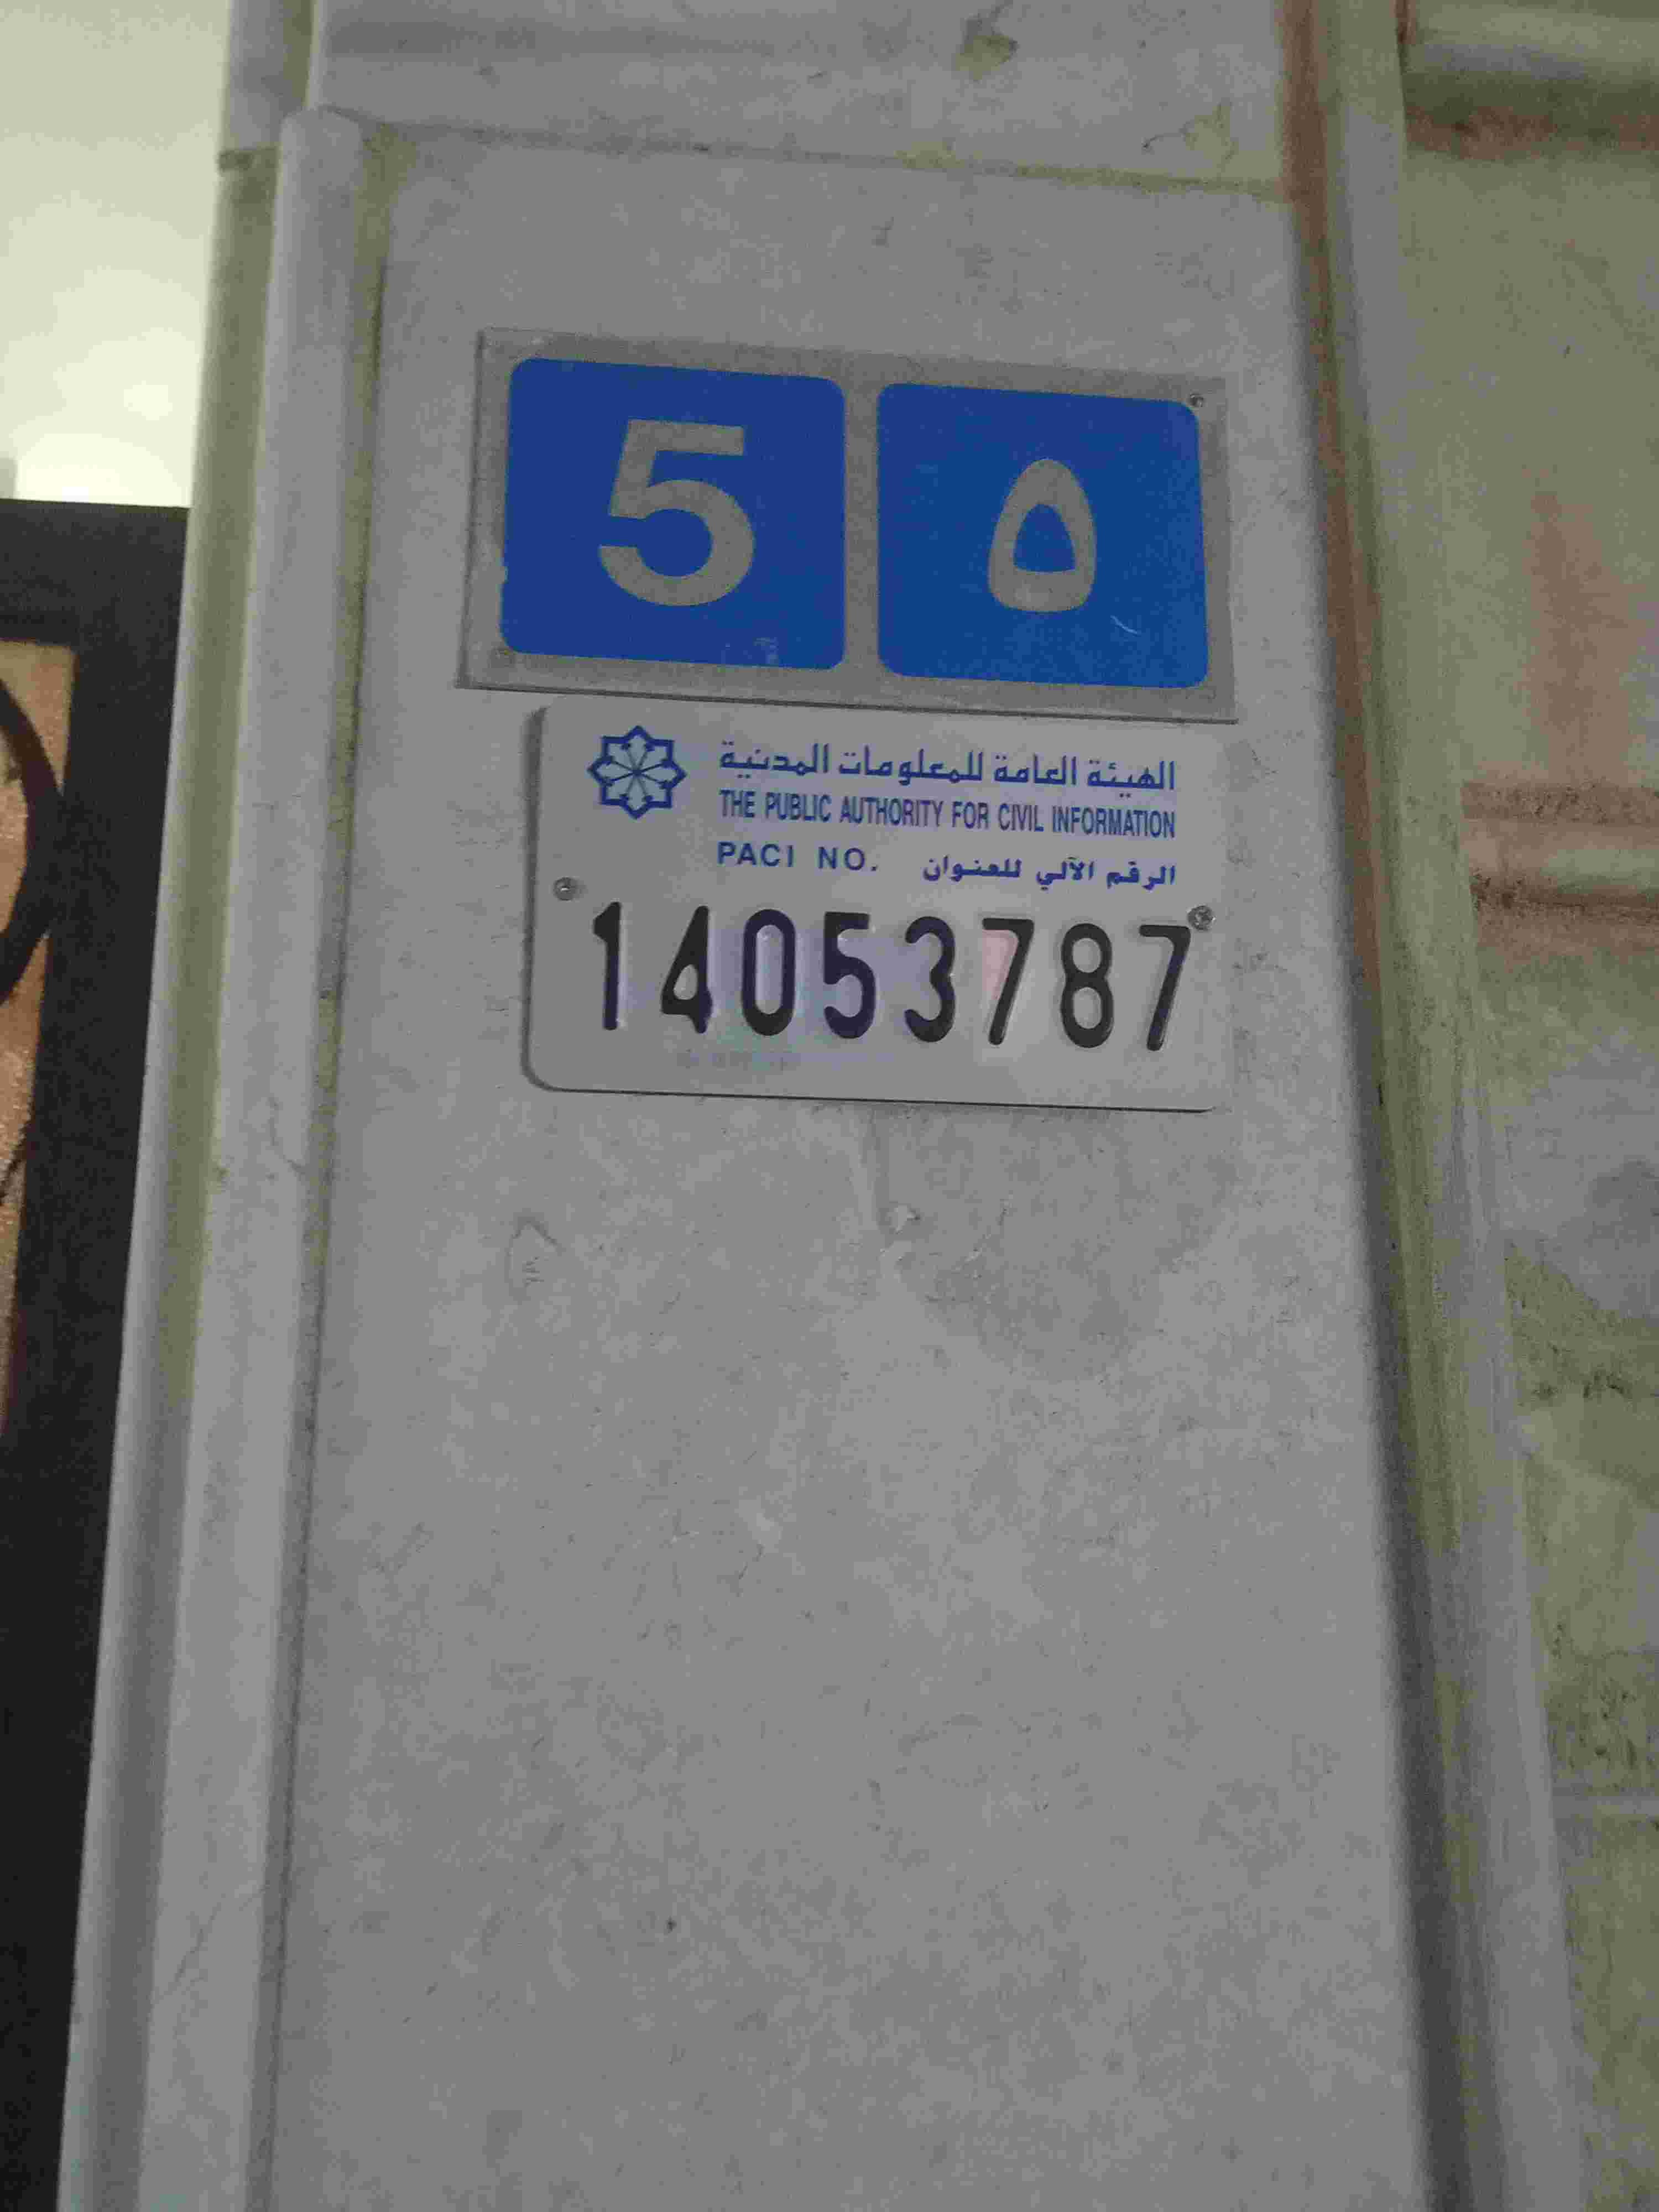 5 ٥
الهيئة العامة للمعلومات المدنية
THE PUBLIC AUTHORITY FOR CIVIL INFORMATION
PACI NO. الرقم الآلي للعنوان
14053787